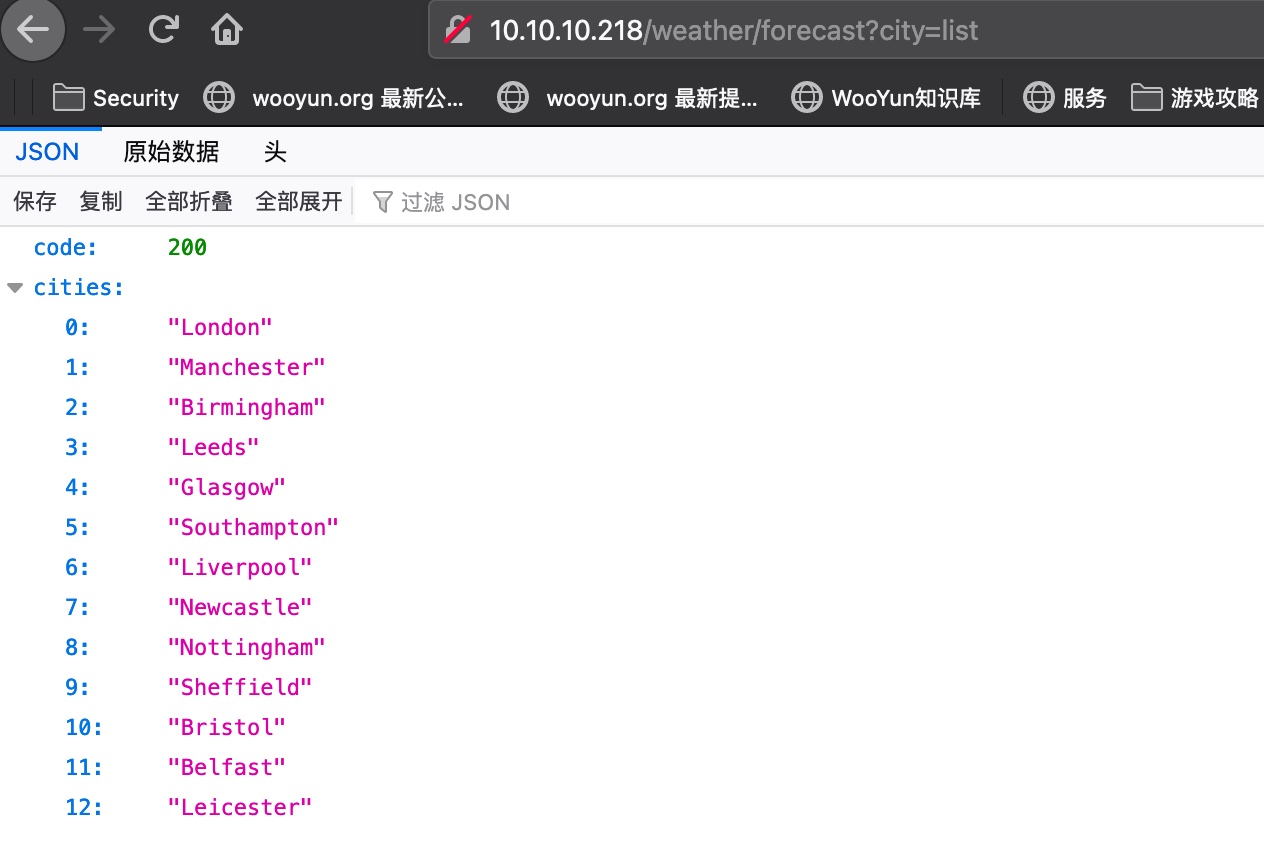 10.10.10.218/weather/forecast?city=list
Security wooyun.org 最新公... wooyun.org 最新提... WooYun知识库 服务 游戏攻略
JSON 原始数据 头
保存 复制 全部折叠 全部展开 过滤 JSON
code: 200
cities:
0: "London"
1: "Manchester"
2: "Birmingham"
3: "Leeds"
4: "Glasgow"
5: "Southampton"
6: "Liverpool"
7: "Newcastle"
8: "Nottingham"
9: "Sheffield"
10: "Bristol"
11: "Belfast"
12: "Leicester"